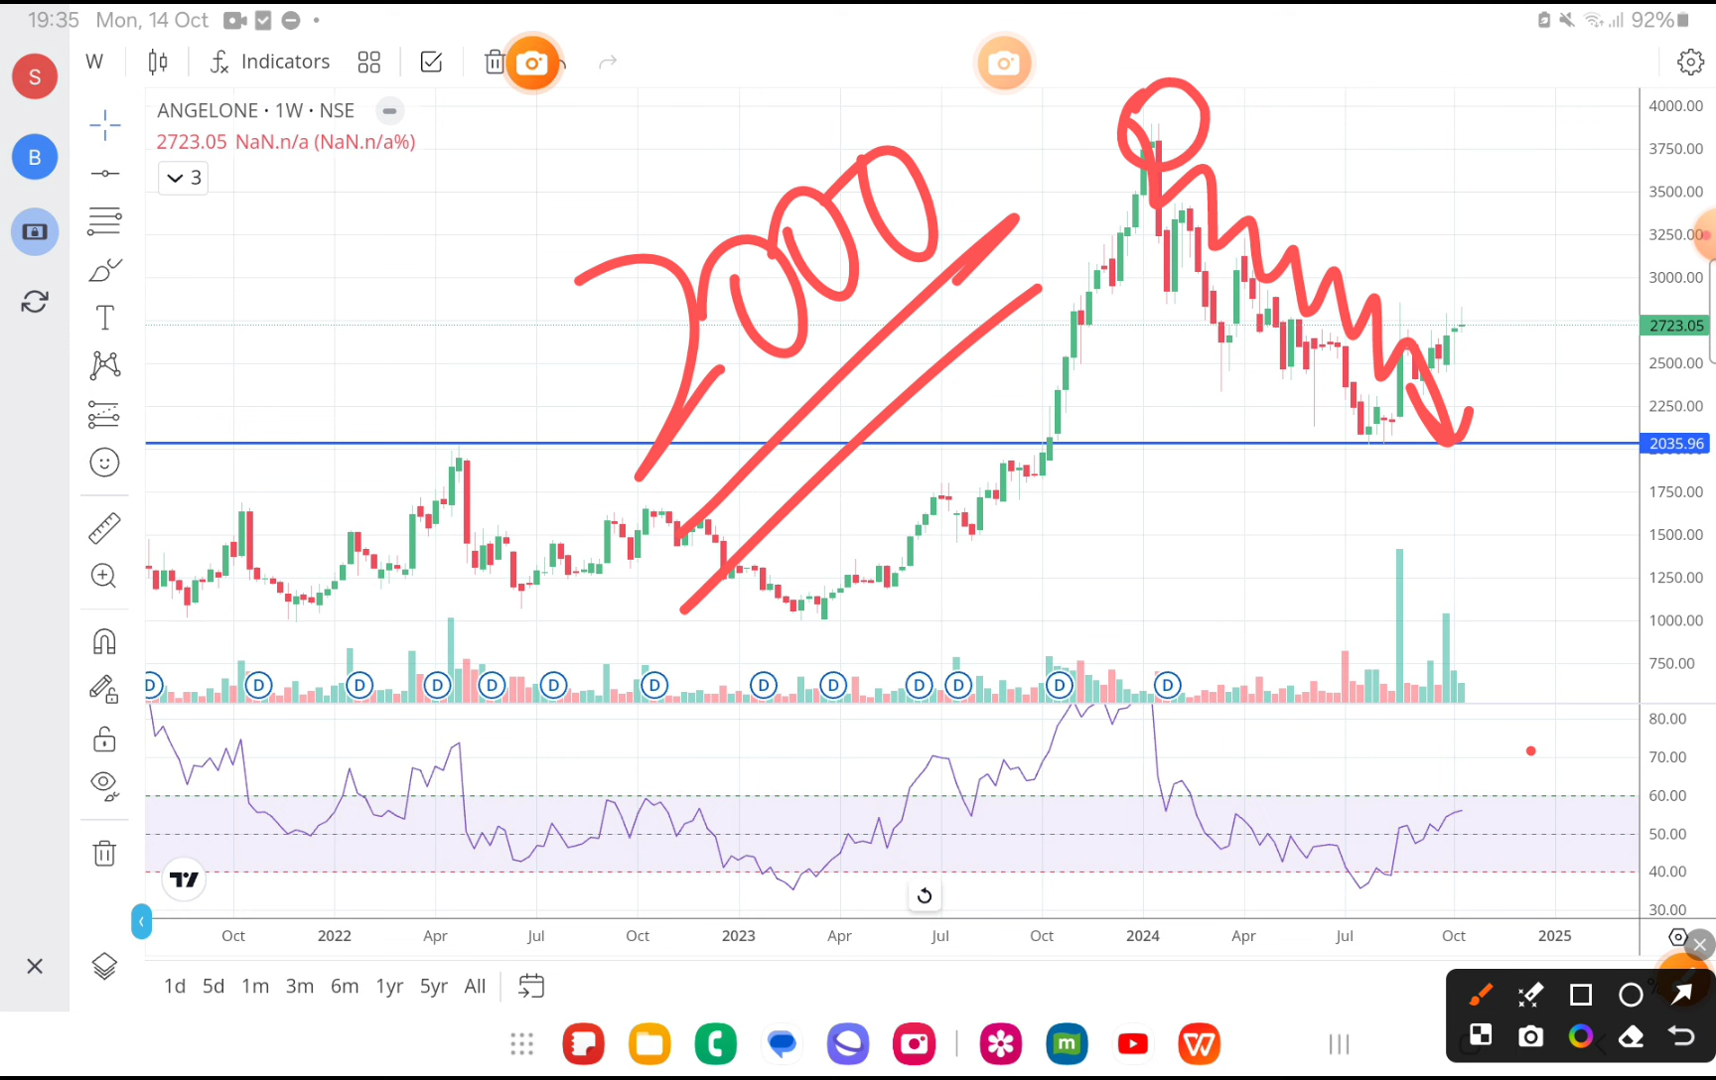 19:35 Mon, 14 Oct
92%
S
B
W
Indicators
ANGELONE · 1W · NSE
2723.05 NaN.n/a (NaN.n/a%)
3
2000
4000.00
3750.00
3500.00
3250.00
3000.00
2723.05
2500.00
2250.00
2035.96
1750.00
1500.00
1250.00
1000.00
750.00
D D D D D D D D D D D D D
80.00
70.00
60.00
50.00
40.00
30.00
Oct 2022 Apr Jul Oct 2023 Apr Jul Oct 2024 Apr Jul Oct 2025
1d 5d 1m 3m 6m 1yr 5yr All
m